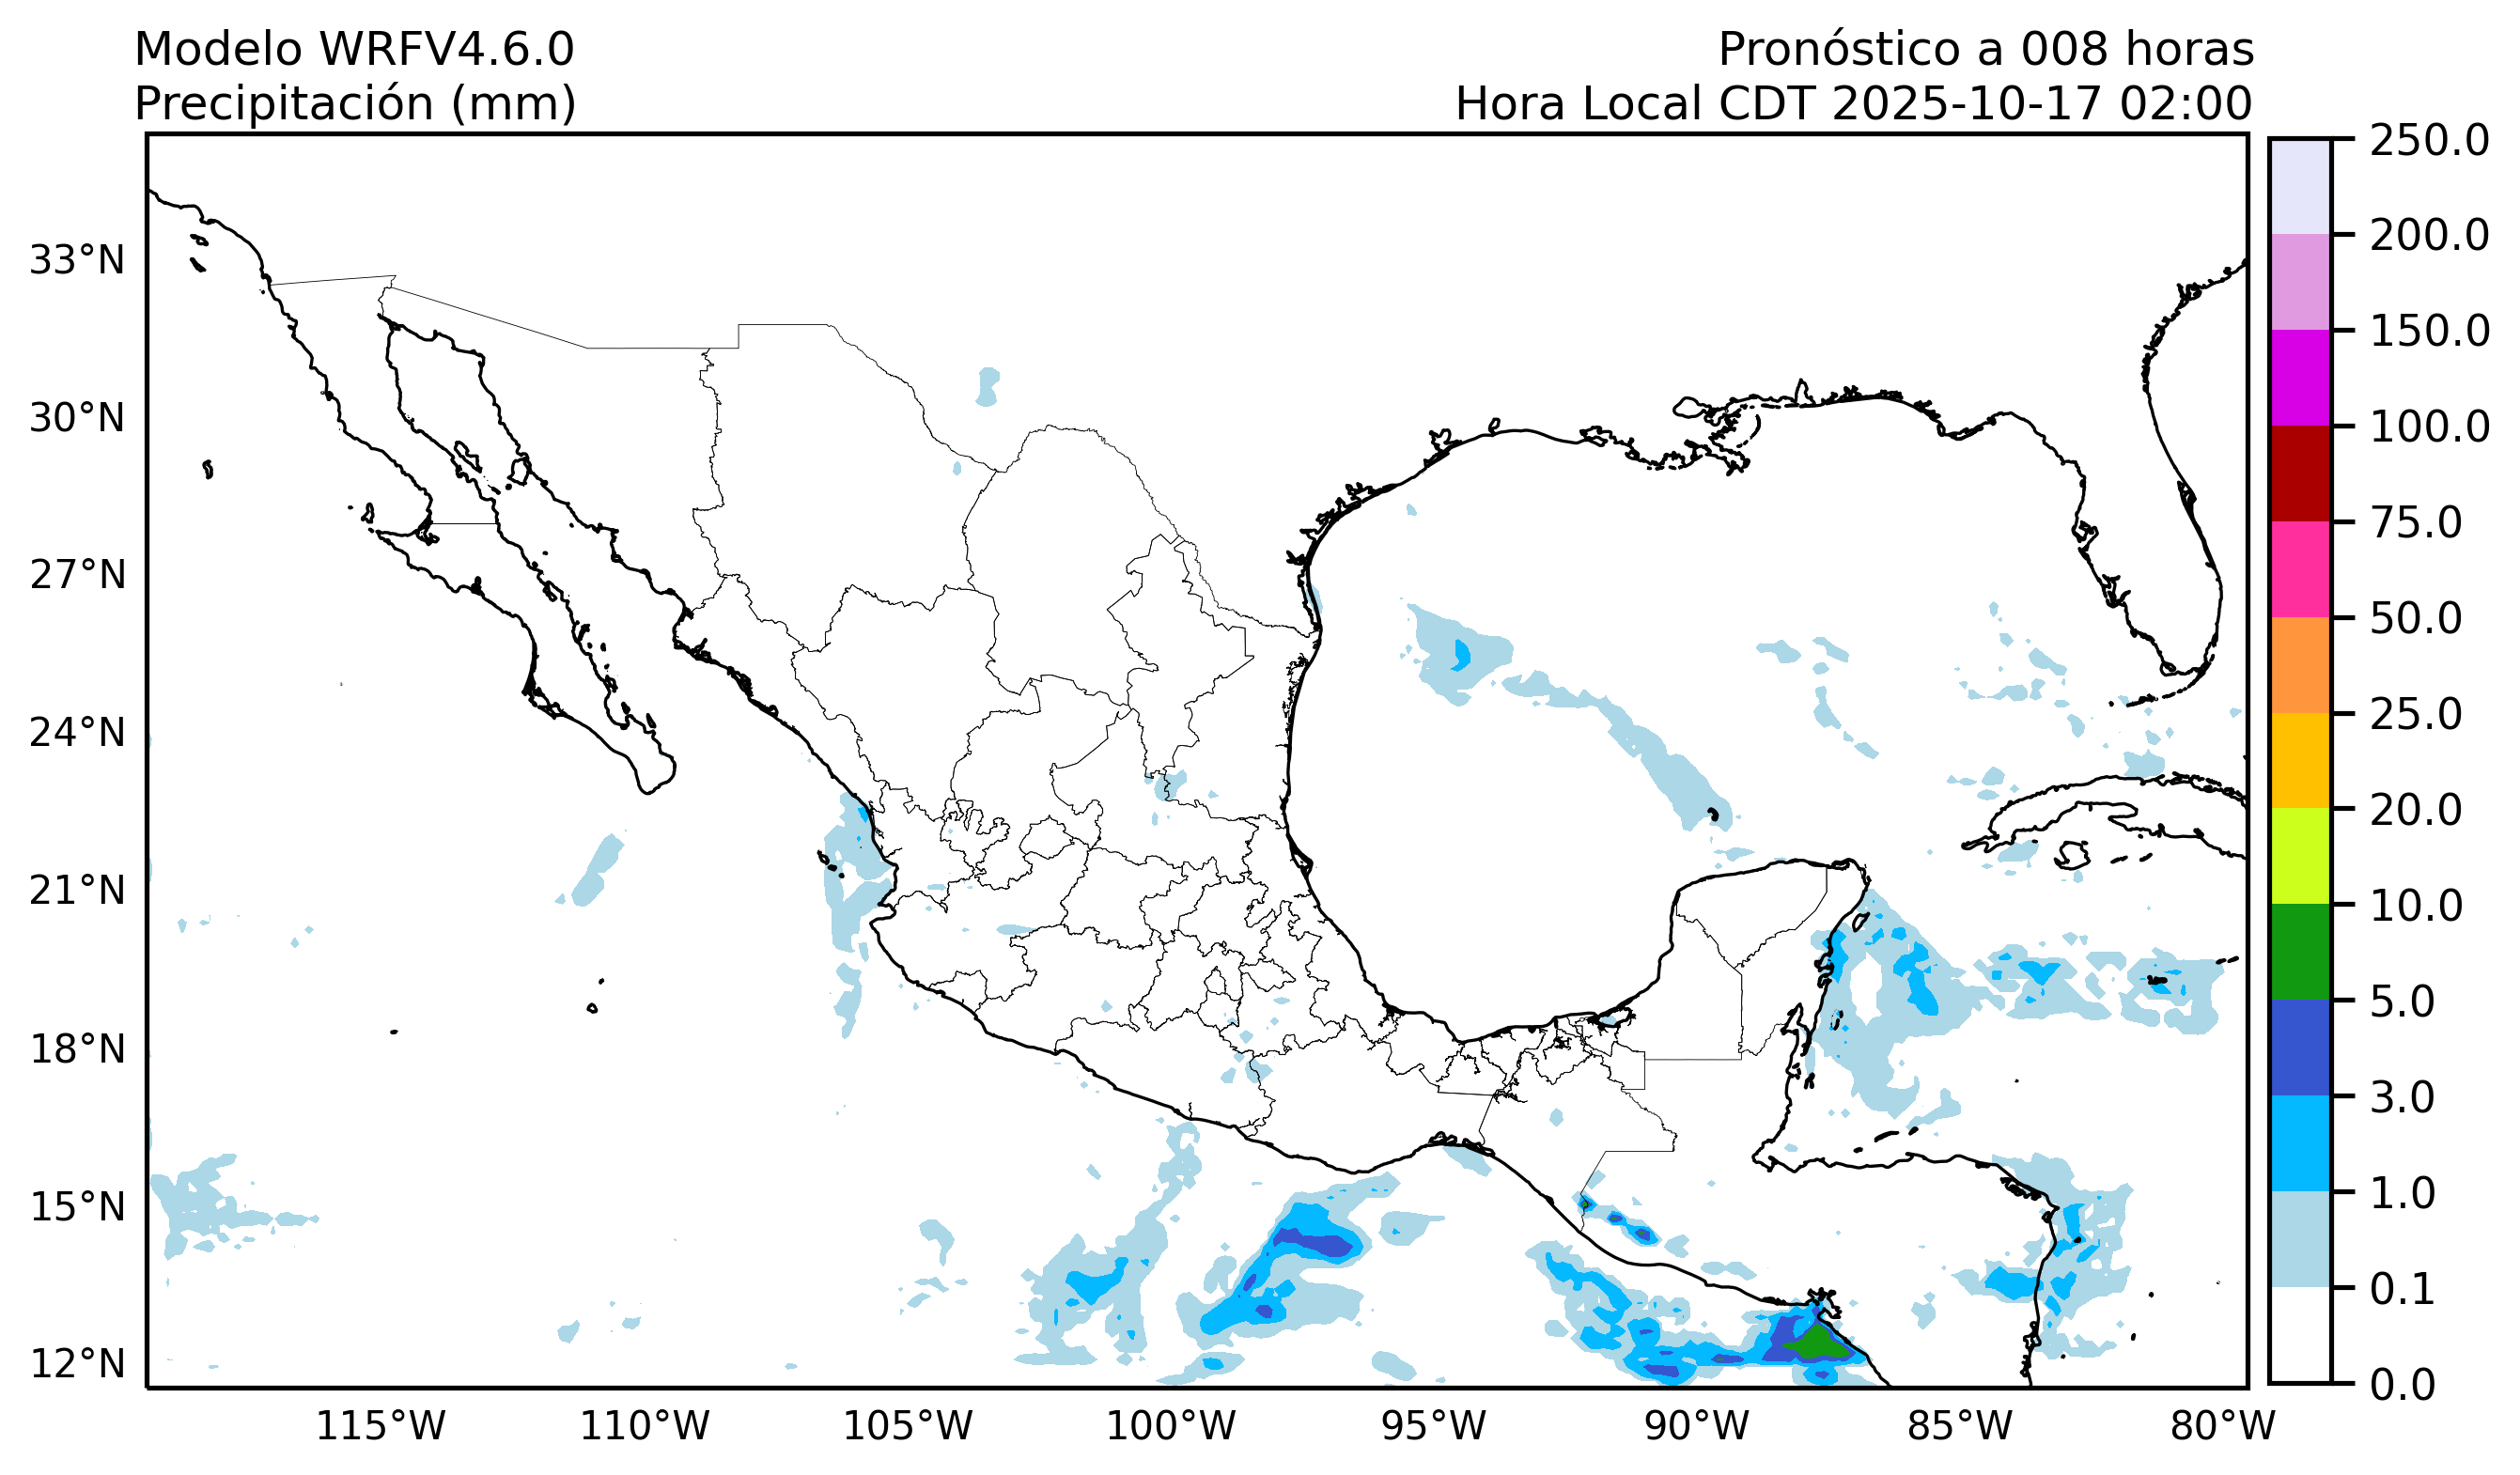 Modelo WRFV4.6.0
Precipitación (mm)
Pronóstico a 008 horas
Hora Local CDT 2025-10-17 02:00
33°N
30°N
27°N
24°N
21°N
18°N
15°N
12°N
115°W
110°W
105°W
100°W
95°W
90°W
85°W
80°W
250.0
200.0
150.0
100.0
75.0
50.0
25.0
20.0
10.0
5.0
3.0
1.0
0.1
0.0